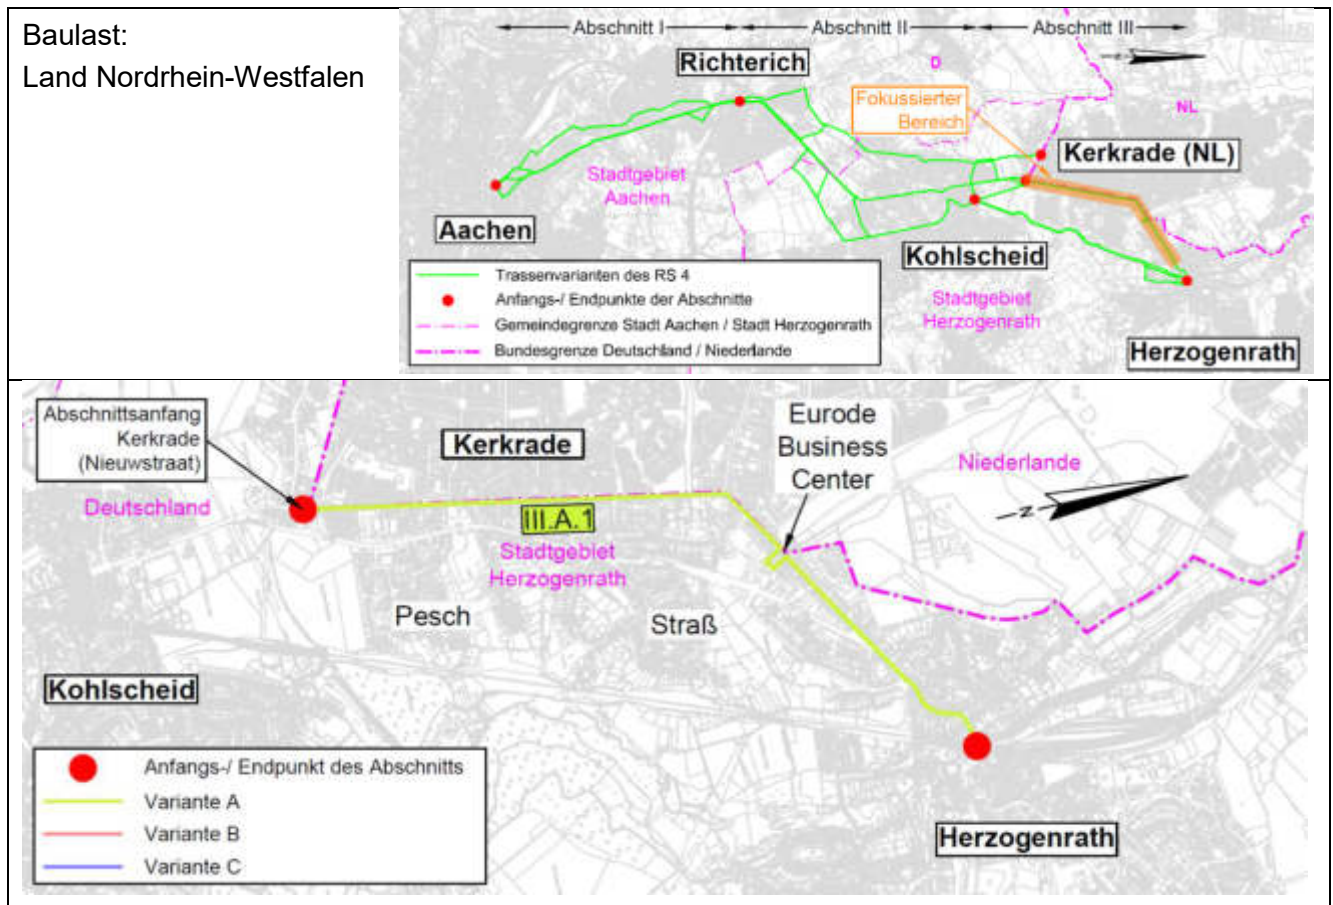 Baulast:
Land Nordrhein-Westfalen
Abschnitt I
Abschnitt II
Abschnitt III
Richterich
D
N
Fokussierter
Bereich
NL
Kerkrade (NL)
Stadtgebiet
Aachen
Aachen
Kohlscheid
Stadtgebiet
Herzogenrath
Herzogenrath
Trassenvarianten des RS 4
Anfangs-/ Endpunkte der Abschnitte
Gemeindegrenze Stadt Aachen / Stadt Herzogenrath
Bundesgrenze Deutschland / Niederlande
Abschnittsanfang
Kerkrade
(Nieuwstraat)
Deutschland
Kerkrade
Eurode
Business
Center
Niederlande
N
III.A.1
Stadtgebiet
Herzogenrath
Pesch
Straß
Kohlscheid
Herzogenrath
Anfangs-/ Endpunkt des Abschnitts
Variante A
Variante B
Variante C